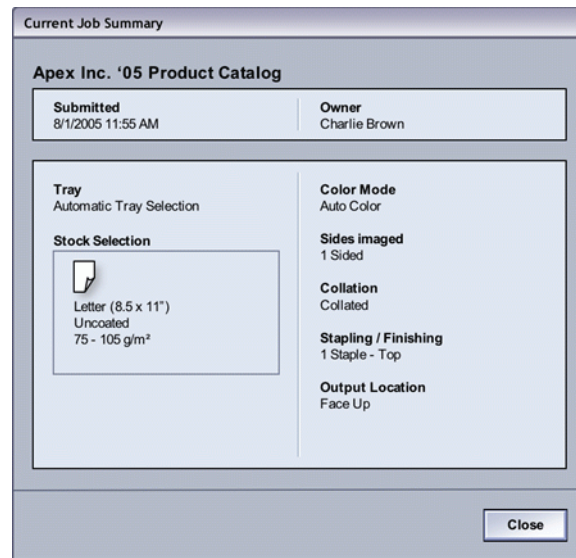 Current Job Summary
Apex Inc. ‘05 Product Catalog
Submitted
8/1/2005 11:55 AM
Owner
Charlie Brown
Tray
Automatic Tray Selection
Stock Selection
Letter (8.5 x 11”)
Uncoated
75 - 105 g/m²
Color Mode
Auto Color
Sides imaged
1 Sided
Collation
Collated
Stapling / Finishing
1 Staple - Top
Output Location
Face Up
Close